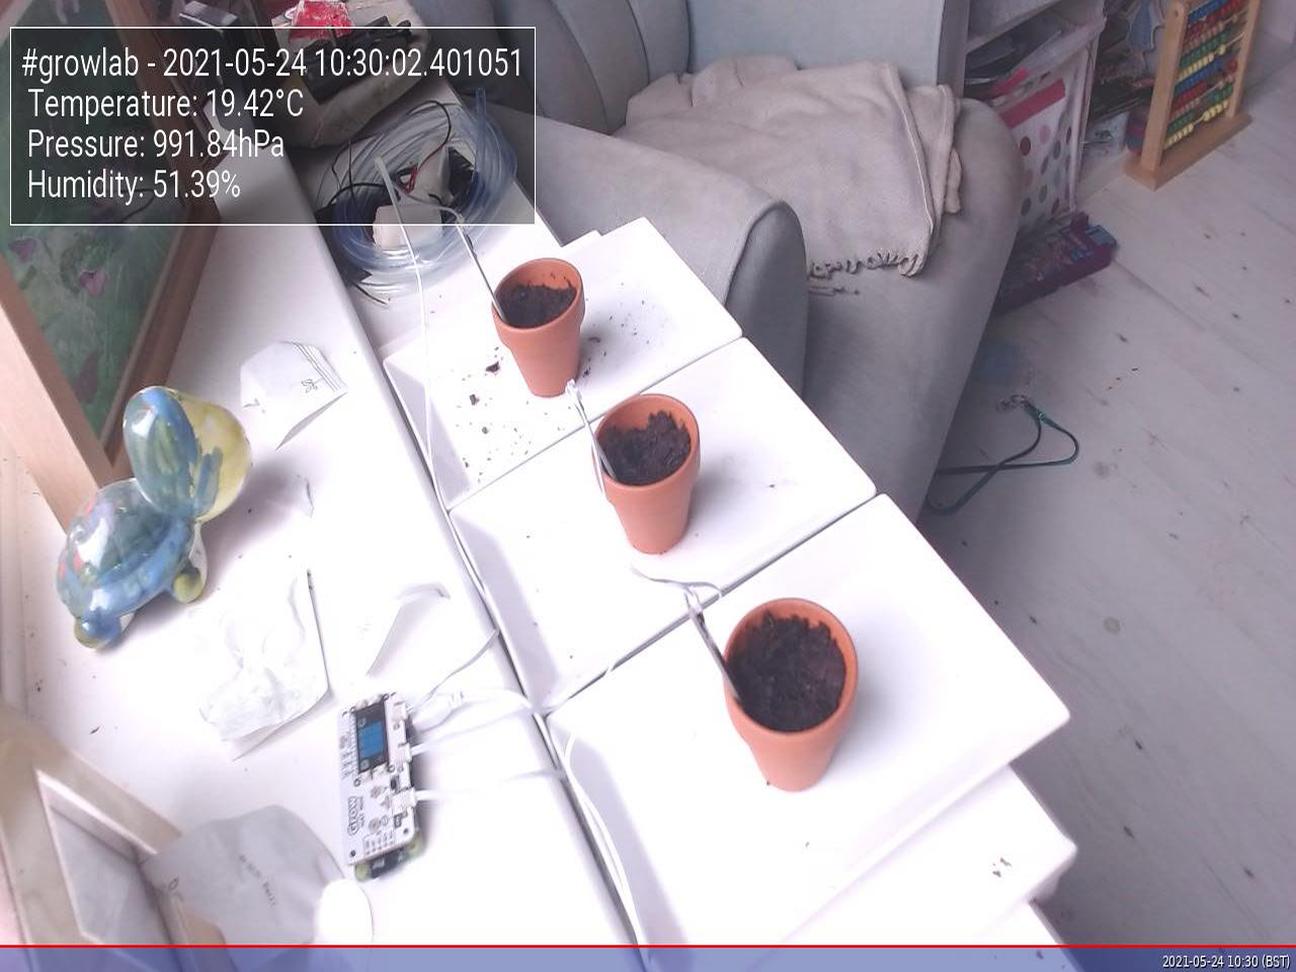 #growlab - 2021-05-24 10:30:02.401051
Temperature: 19.42°C
Pressure: 991.84hPa
Humidity: 51.39%
Grow
2021-05-24 10:30 (BST)